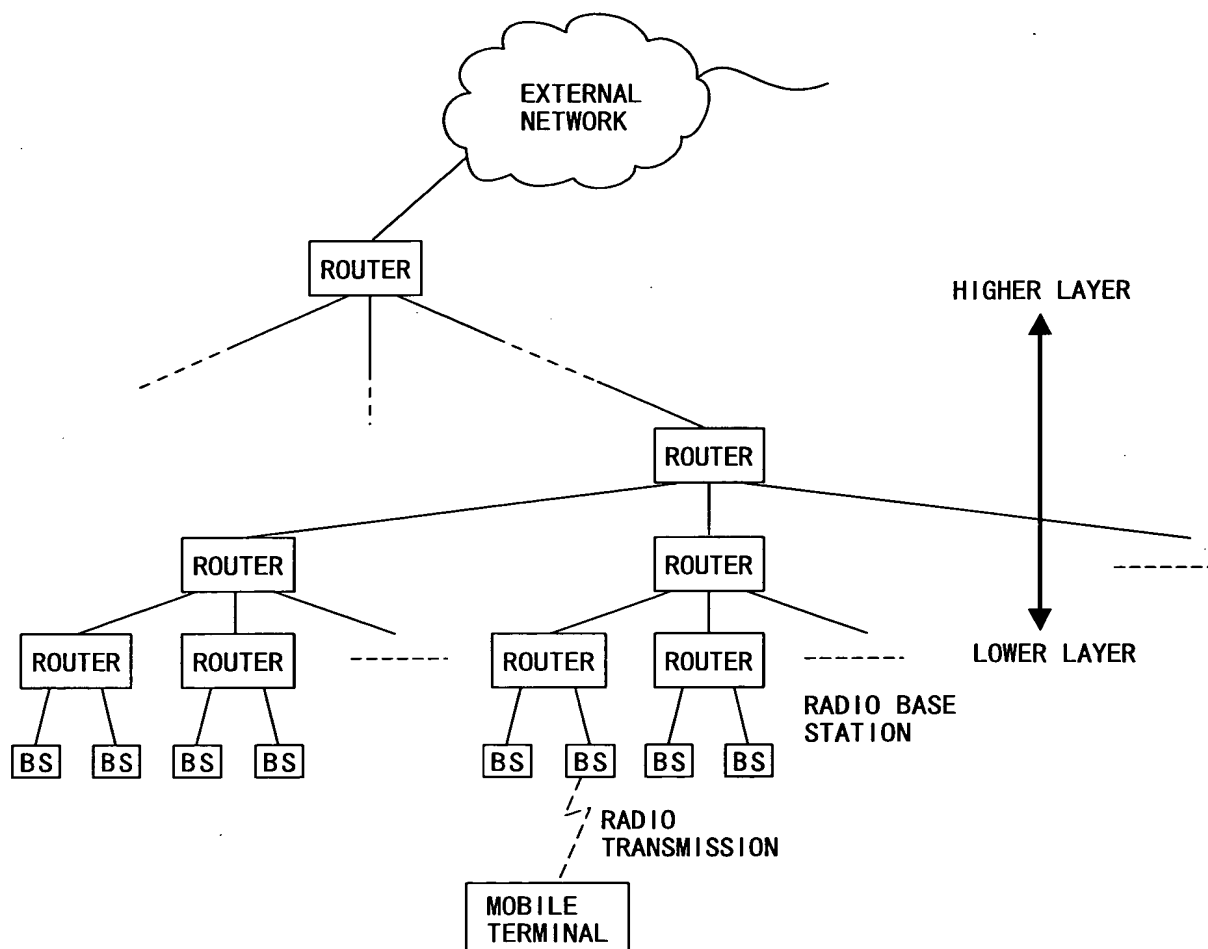 EXTERNAL
NETWORK
ROUTER
HIGHER LAYER
ROUTER
ROUTER
ROUTER
ROUTER
ROUTER
ROUTER
ROUTER
LOWER LAYER
RADIO BASE
STATION
BS
BS
BS
BS
BS
BS
BS
BS
RADIO
TRANSMISSION
MOBILE
TERMINAL